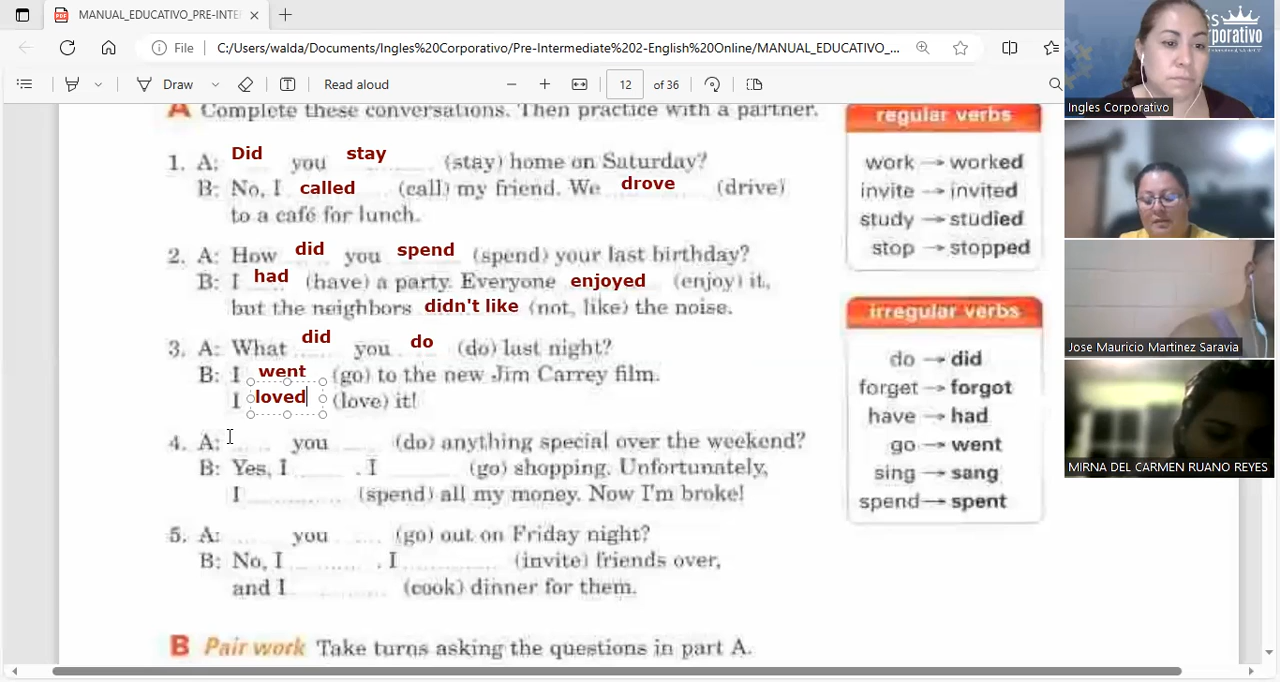 MANUAL_EDUCATIVO_PRE-INTE
File C:/Users/walda/Documents/Ingles%20Corporativo/Pre-Intermediate%202-English%20Online/MANUAL_EDUCATIVO_...
Draw Read aloud 12 of 36
A Complete these conversations. Then practice with a partner.
1. A: Did you stay (stay) home on Saturday?
B: No, I called (call) my friend. We drove (drive)
to a café for lunch.
2. A: How did you spend (spend) your last birthday?
B: I had (have) a party. Everyone enjoyed (enjoy) it,
but the neighbors didn't like (not, like) the noise.
3. A: What did you do (do) last night?
B: I went (go) to the new Jim Carrey film.
I loved (love) it!
4. A: you (do) anything special over the weekend?
B: Yes, I . I (go) shopping. Unfortunately,
I (spend) all my money. Now I'm broke!
5. A: you (go) out on Friday night?
B: No, I . I (invite) friends over,
and I (cook) dinner for them.
B Pair work Take turns asking the questions in part A.
regular verbs
work → worked
invite → invited
study → studied
stop → stopped
irregular verbs
do → did
forget → forgot
have → had
go → went
sing → sang
spend → spent
Ingles Corporativo
Jose Mauricio Martinez Saravia
MIRNA DEL CARMEN RUANO REYES